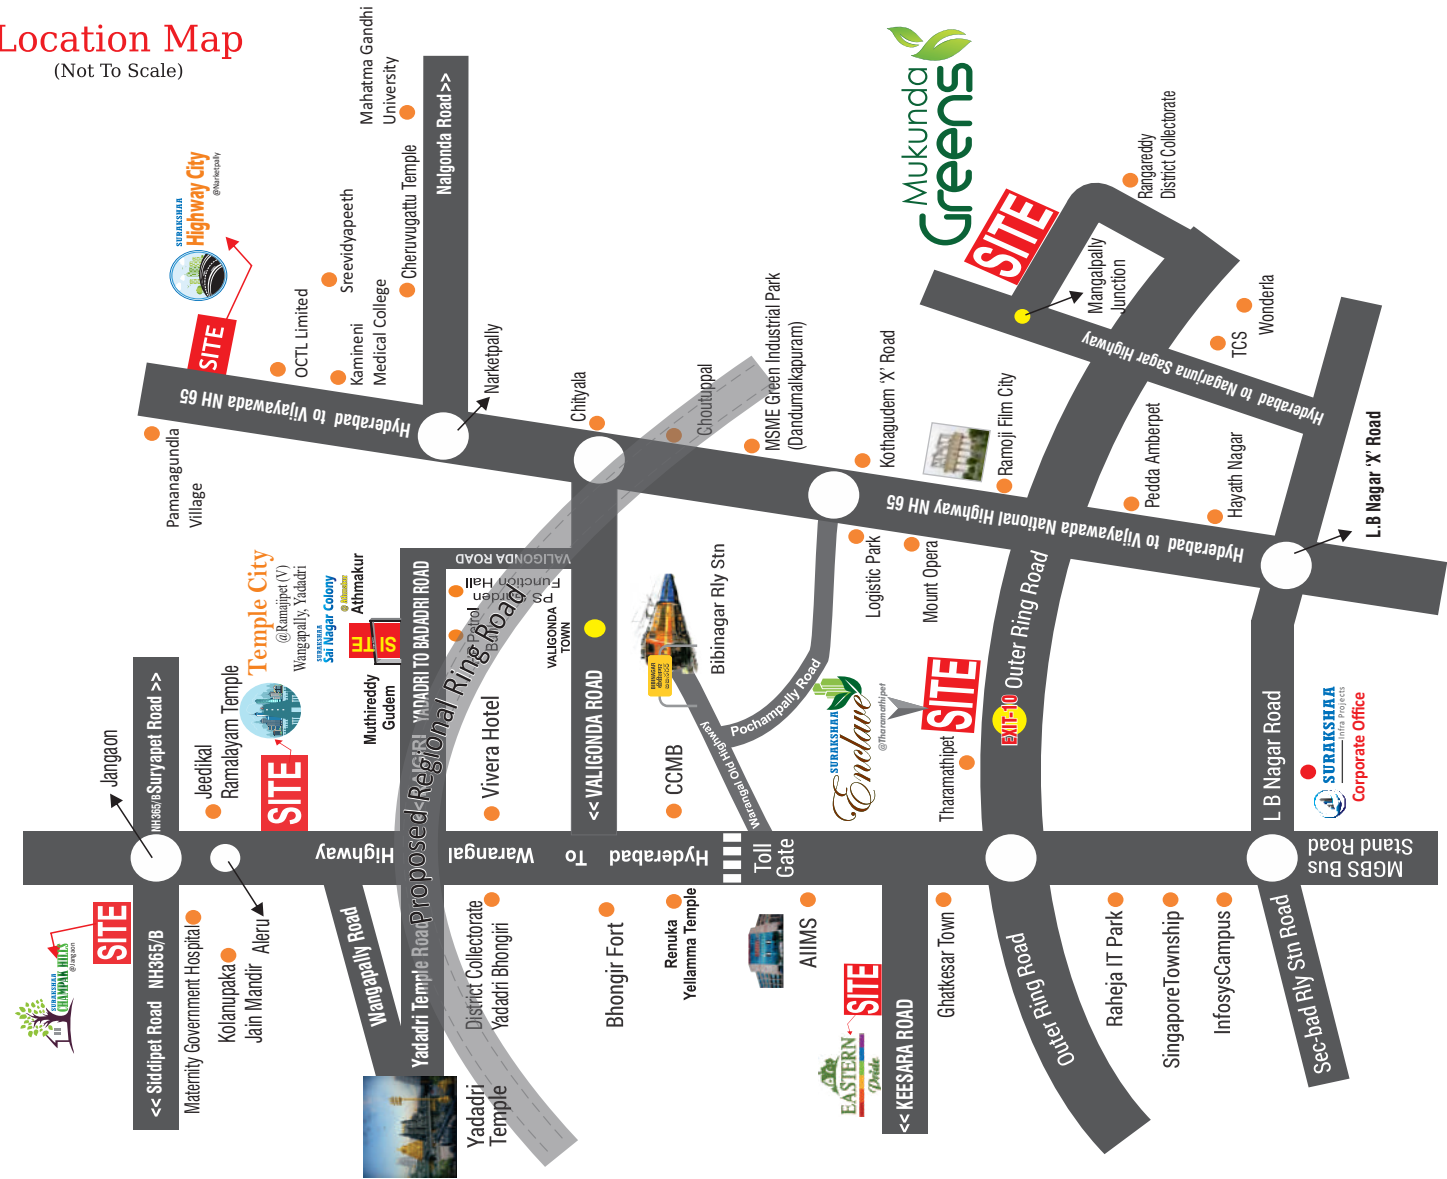 Location Map
(Not To Scale)
SURAKSHAA
Highway City
@Narketpally
SITE
Hyderabad to Vijayawada NH 65
Pamanagundla
Village
OCTL Limited
Sreevidyapeeth
Kamineni
Medical College
Cheruvugattu Temple
Mahatma Gandhi
University
Nalgonda Road >>
Narketpally
Chityala
Choutuppal
MSME Green Industrial Park
(Dandumalkapuram)
Kothagudem 'X' Road
Ramoji Film City
Mukunda
Greens
SITE
Rangareddy
District Collectorate
Mangalpally
Junction
Hyderabad to Nagarjuna Sagar Highway
TCS
Wonderla
Pedda Amberpet
Hayath Nagar
L.B Nagar 'X' Road
Hyderabad to Vijayawada National Highway NH 65
Logistic Park
Mount Opera
Outer Ring Road
EXIT-10
Tharamathipet
SITE
SURAKSHAA
Enclave
@Tharamathipet
Pochampally Road
Warangal Old Highway
Bibinagar Rly Stn
BIBINAGAR
VALIGONDA
TOWN
<< VALIGONDA ROAD
VALIGONDA ROAD
PS Garden
Function Hall
Petrol
YADADRI TO BADADRI ROAD
Proposed Regional Ring Road
SURAKSHAA
Sai Nagar Colony
@ Athmakur
Athmakur
SITE
Muthireddy
Gudem
Temple City
@Ramajipet (V)
Wangapally, Yadadri
SITE
Jeedikal
Ramalayam Temple
NH365/B Suryapet Road >>
Jangaon
Vivera Hotel
CCMB
Hyderabad To Warangal Highway
Toll
Gate
L B Nagar Road
SURAKSHAA
Infra Projects
Corporate Office
MGBS Bus
Stand Road
SURAKSHAA
CHAMPAK HILLS
@Jangaon
SITE
<< Siddipet Road NH365/B
Maternity Government Hospital
Kolanupaka
Jain Mandir
Aleru
Wangapally Road
Yadadri Temple Road
Yadadri
Temple
District Collectorate
Yadadri Bhongiri
Bhongir Fort
Renuka
Yellamma Temple
AIIMS
EASTERN
Pride
SITE
<< KEESARA ROAD
Ghatkesar Town
Outer Ring Road
Raheja IT Park
SingaporeTownship
InfosysCampus
Sec-bad Rly Stn Road